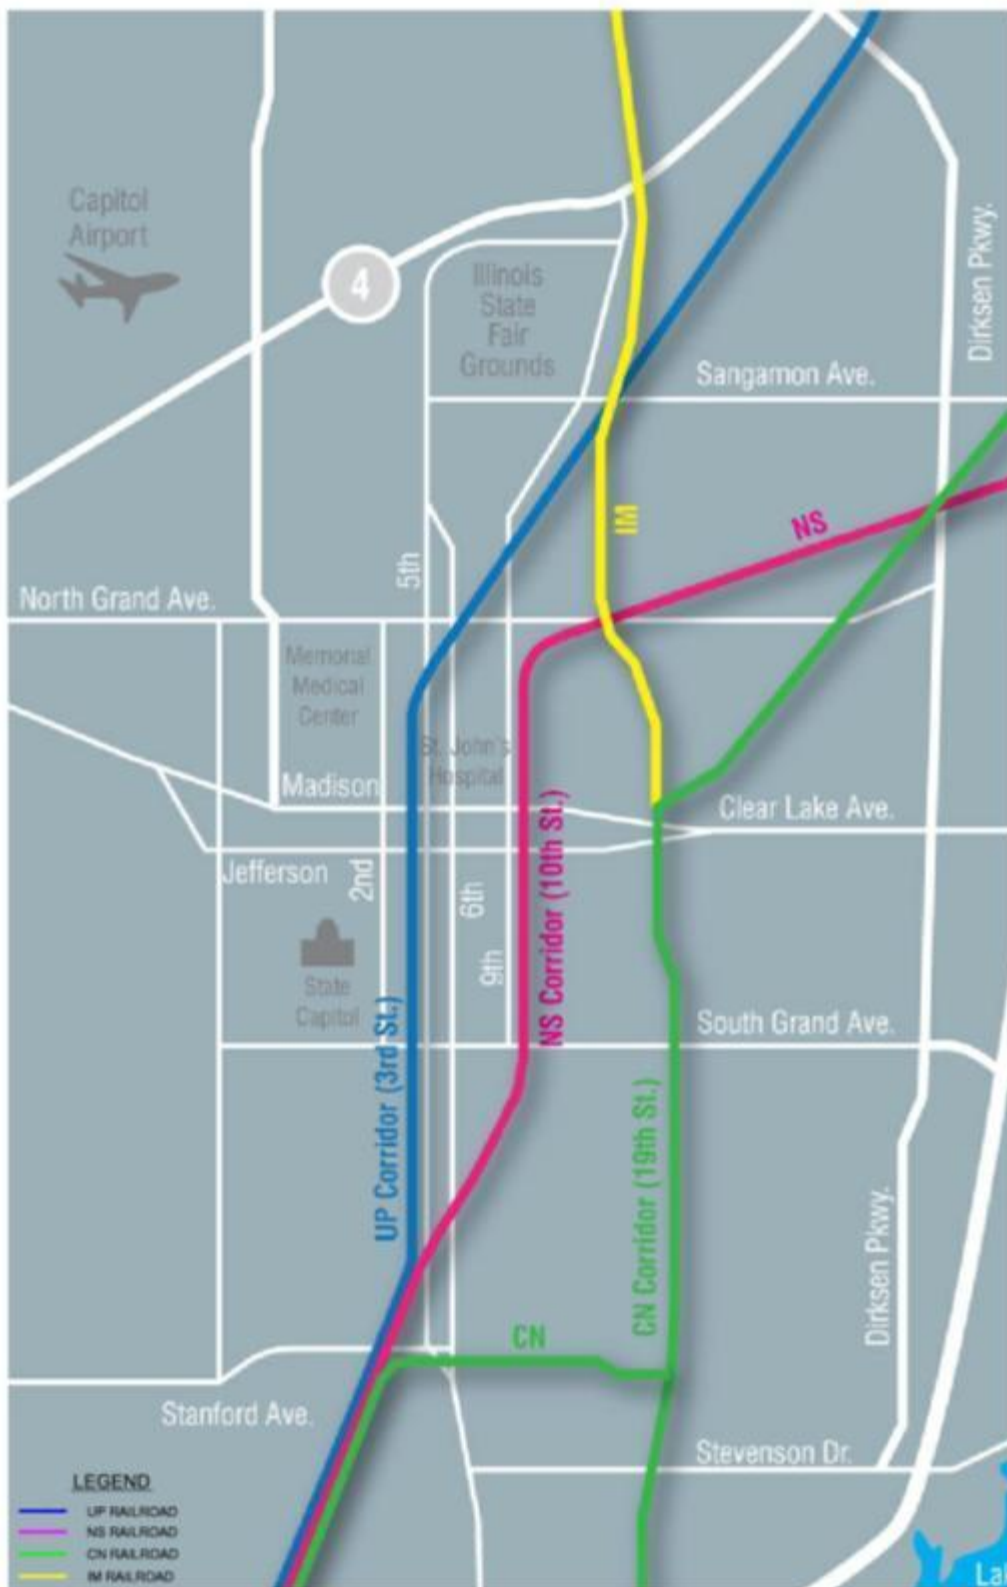 Capitol
Airport
4
Illinois
State
Fair
Grounds
Dirksen Pkwy.
Sangamon Ave.
IM
NS
5th
North Grand Ave.
Memorial
Medical
Center
St. John's
Hospital
Madison
Clear Lake Ave.
Jefferson
2nd
6th
9th
NS Corridor (10th St.)
State
Capitol
South Grand Ave.
UP Corridor (3rd St.)
CN Corridor (19th St.)
Dirksen Pkwy.
CN
Stanford Ave.
Stevenson Dr.
LEGEND
UP RAILROAD
NS RAILROAD
CN RAILROAD
IM RAILROAD